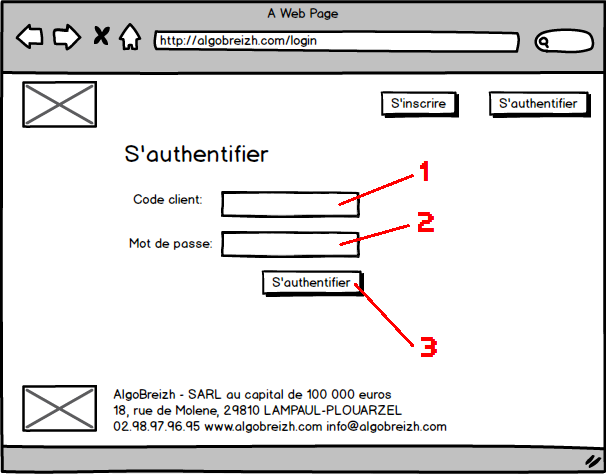 A Web Page
http://algobreizh.com/login
S'inscrire
S'authentifier
S'authentifier
Code client:
1
Mot de passe:
2
S'authentifier
3
AlgoBreizh - SARL au capital de 100 000 euros
18, rue de Molene, 29810 LAMPAUL-PLOUARZEL
02.98.97.96.95 www.algobreizh.com info@algobreizh.com